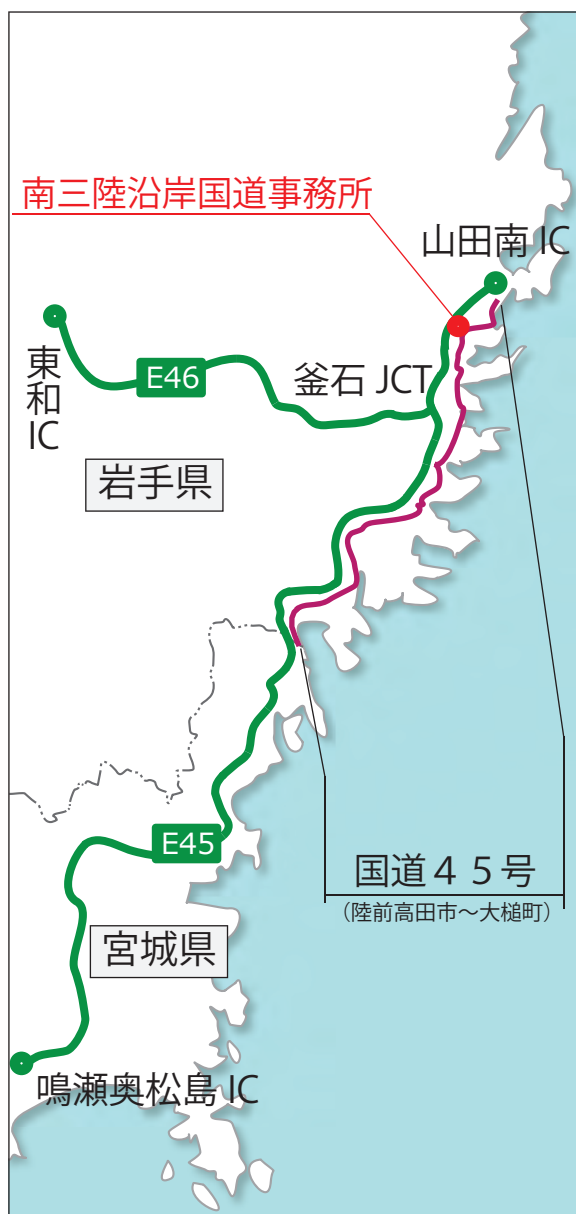 南三陸沿岸国道事務所
山田南 IC
東和IC
E46
釜石 JCT
岩手県
E45
国道４５号
（陸前高田市～大槌町）
宮城県
鳴瀬奥松島 IC